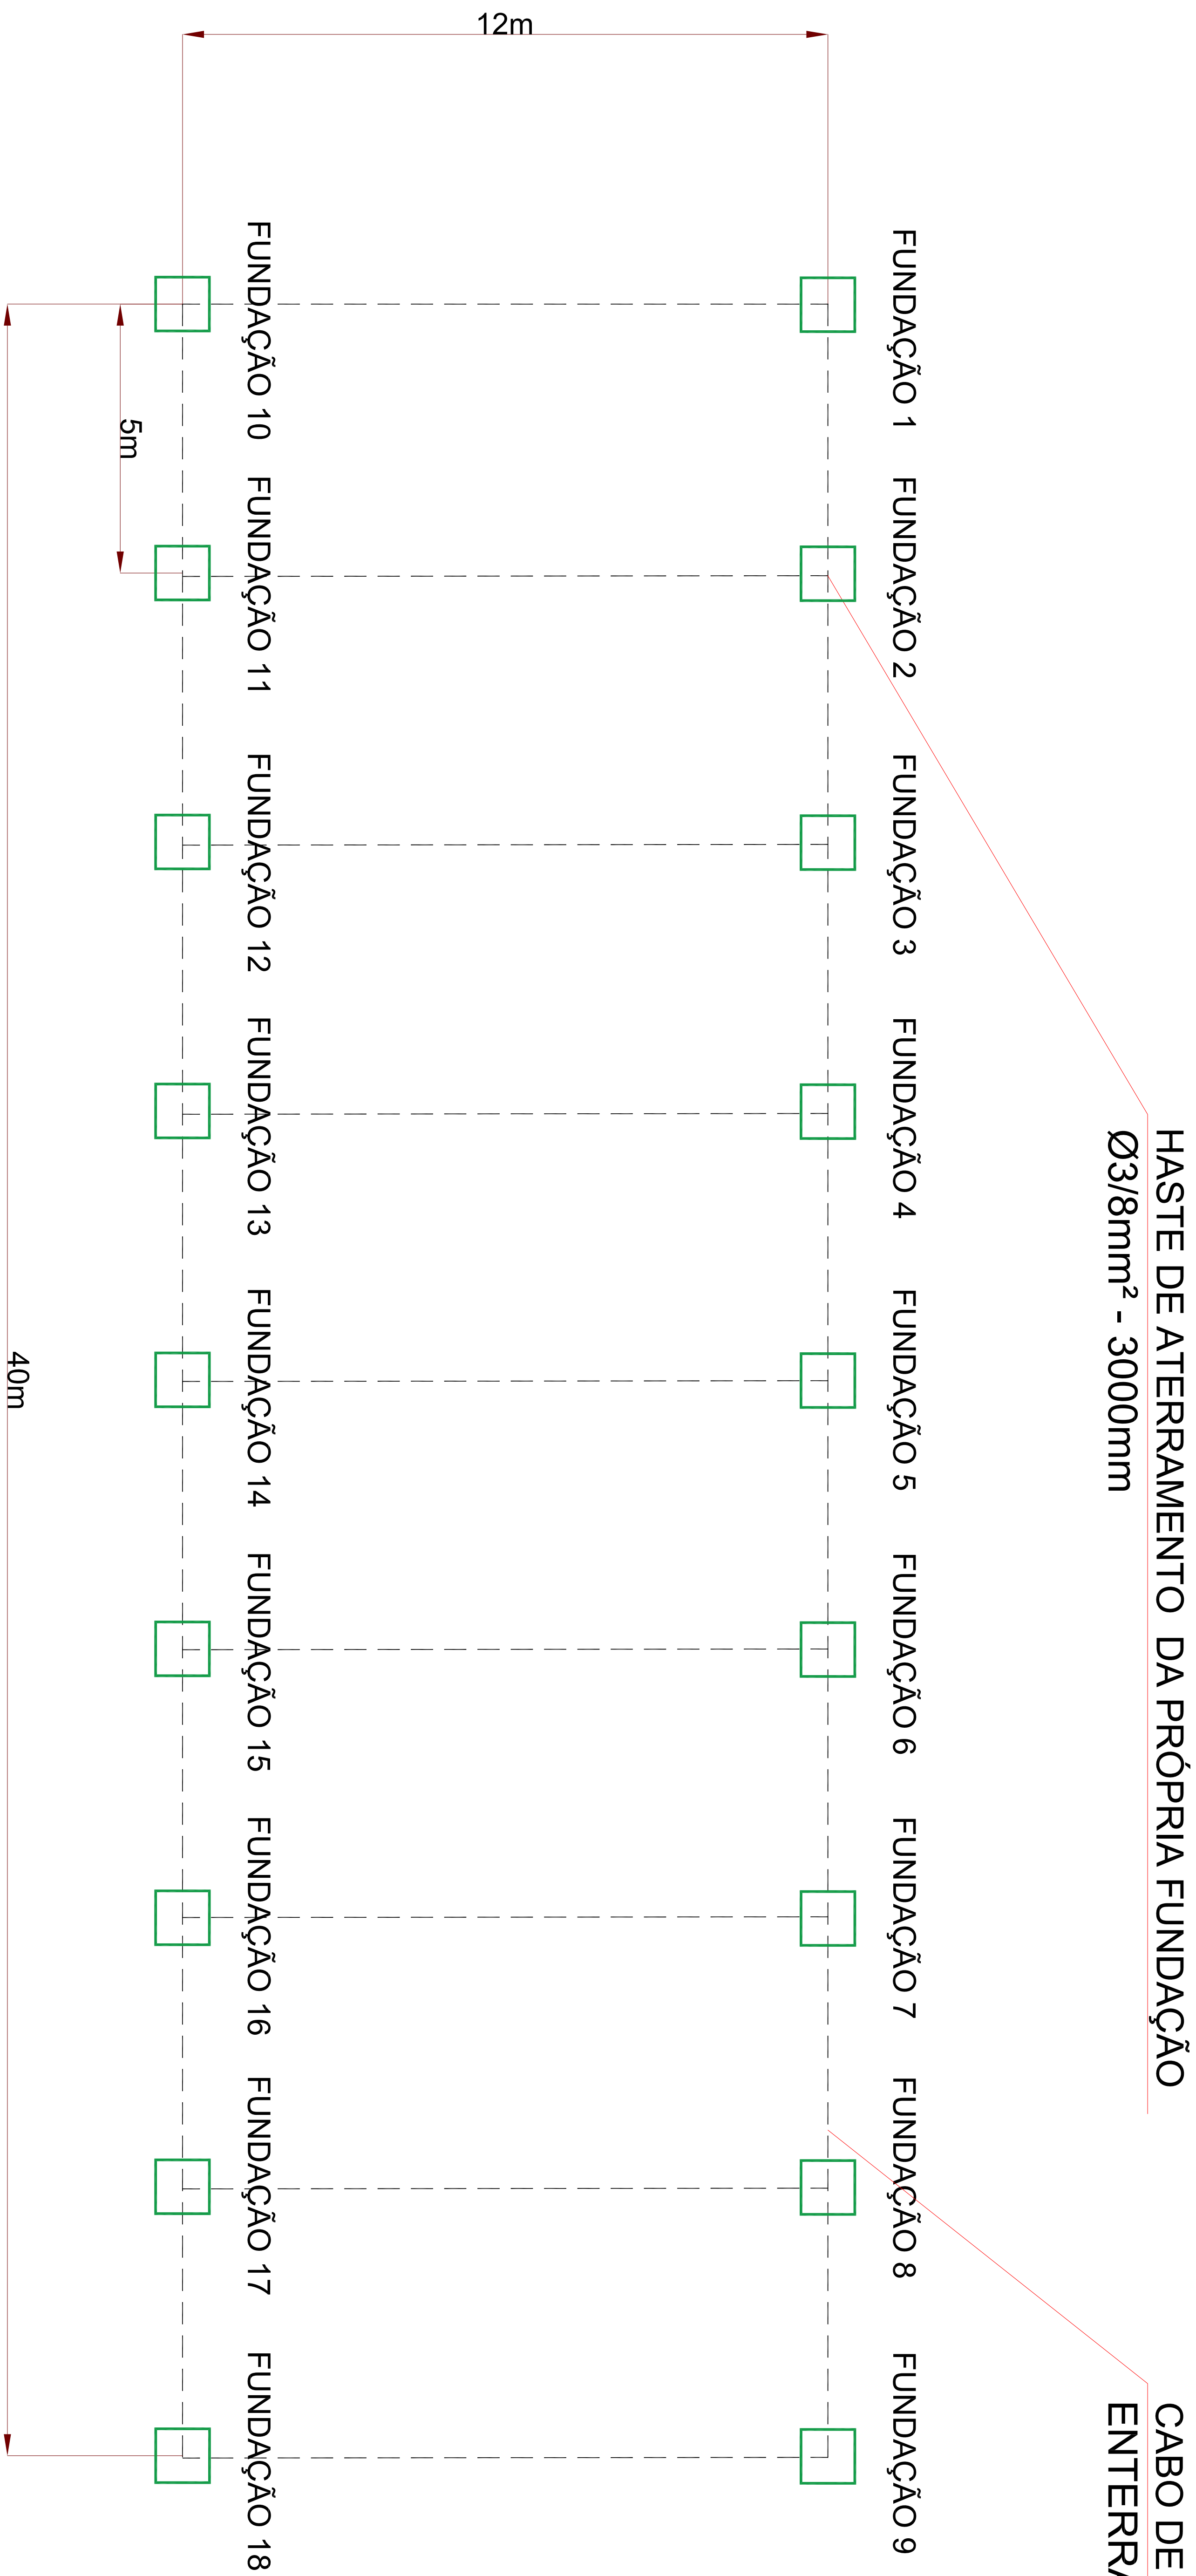 HASTE DE ATERRAMENTO DA PRÓPRIA FUNDAÇÃO
Ø3/8mm² - 3000mm
CABO DE
FUNDAÇÃO 1
FUNDAÇÃO 2
FUNDAÇÃO 3
FUNDAÇÃO 4
FUNDAÇÃO 5
FUNDAÇÃO 6
FUNDAÇÃO 7
FUNDAÇÃO 8
FUNDAÇÃO 9
12m
FUNDAÇÃO 10
FUNDAÇÃO 11
FUNDAÇÃO 12
FUNDAÇÃO 13
FUNDAÇÃO 14
FUNDAÇÃO 15
FUNDAÇÃO 16
FUNDAÇÃO 17
FUNDAÇÃO 18
5m
40m